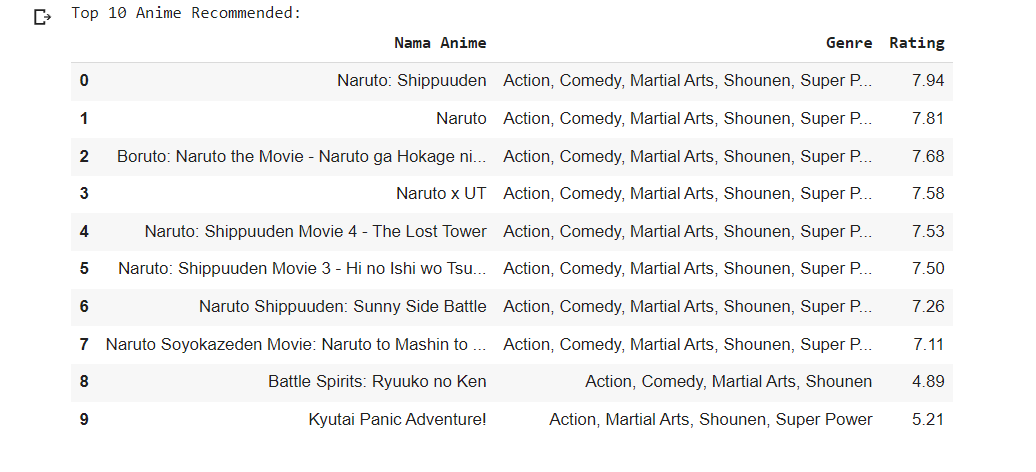 Top 10 Anime Recommended:
Nama Anime Genre Rating
0 Naruto: Shippuuden Action, Comedy, Martial Arts, Shounen, Super P... 7.94
1 Naruto Action, Comedy, Martial Arts, Shounen, Super P... 7.81
2 Boruto: Naruto the Movie - Naruto ga Hokage ni... Action, Comedy, Martial Arts, Shounen, Super P... 7.68
3 Naruto x UT Action, Comedy, Martial Arts, Shounen, Super P... 7.58
4 Naruto: Shippuuden Movie 4 - The Lost Tower Action, Comedy, Martial Arts, Shounen, Super P... 7.53
5 Naruto: Shippuuden Movie 3 - Hi no Ishi wo Tsu... Action, Comedy, Martial Arts, Shounen, Super P... 7.50
6 Naruto Shippuuden: Sunny Side Battle Action, Comedy, Martial Arts, Shounen, Super P... 7.26
7 Naruto Soyokazeden Movie: Naruto to Mashin to ... Action, Comedy, Martial Arts, Shounen, Super P... 7.11
8 Battle Spirits: Ryuuko no Ken Action, Comedy, Martial Arts, Shounen 4.89
9 Kyutai Panic Adventure! Action, Martial Arts, Shounen, Super Power 5.21